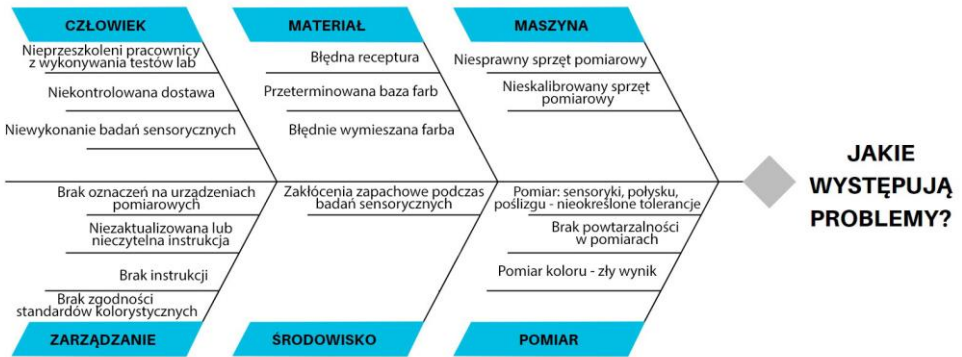 CZŁOWIEK
Nieprzeszkoleni pracownicy
z wykonywania testów lab
Niekontrolowana dostawa
Niewykonanie badań sensorycznych
MATERIAŁ
Błędna receptura
Przeterminowana baza farb
Błędnie wymieszana farba
MASZYNA
Niesprawny sprzęt pomiarowy
Nieskalibrowany sprzęt
pomiarowy
JAKIE
WYSTĘPUJĄ
PROBLEMY?
Brak oznaczeń na urządzeniach
pomiarowych
Niezaktualizowana lub
nieczytelna instrukcja
Brak instrukcji
Brak zgodności
standardów kolorystycznych
ZARZĄDZANIE
Zakłócenia zapachowe podczas
badań sensorycznych
ŚRODOWISKO
Pomiar: sensoryki, połysku,
poślizgu - nieokreślone tolerancje
Brak powtarzalności
w pomiarach
Pomiar koloru - zły wynik
POMIAR